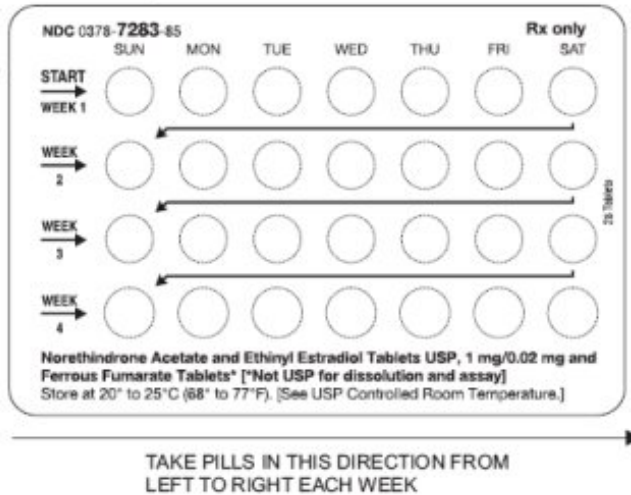 NDC 0378-7283-85 Rx only
SUN MON TUE WED THU FRI SAT
START
WEEK 1
WEEK
2
WEEK
3
WEEK
4
28 Tablets
Norethindrone Acetate and Ethinyl Estradiol Tablets USP, 1 mg/0.02 mg and
Ferrous Fumarate Tablets* [*Not USP for dissolution and assay]
Store at 20° to 25°C (68° to 77°F). [See USP Controlled Room Temperature.]
TAKE PILLS IN THIS DIRECTION FROM
LEFT TO RIGHT EACH WEEK